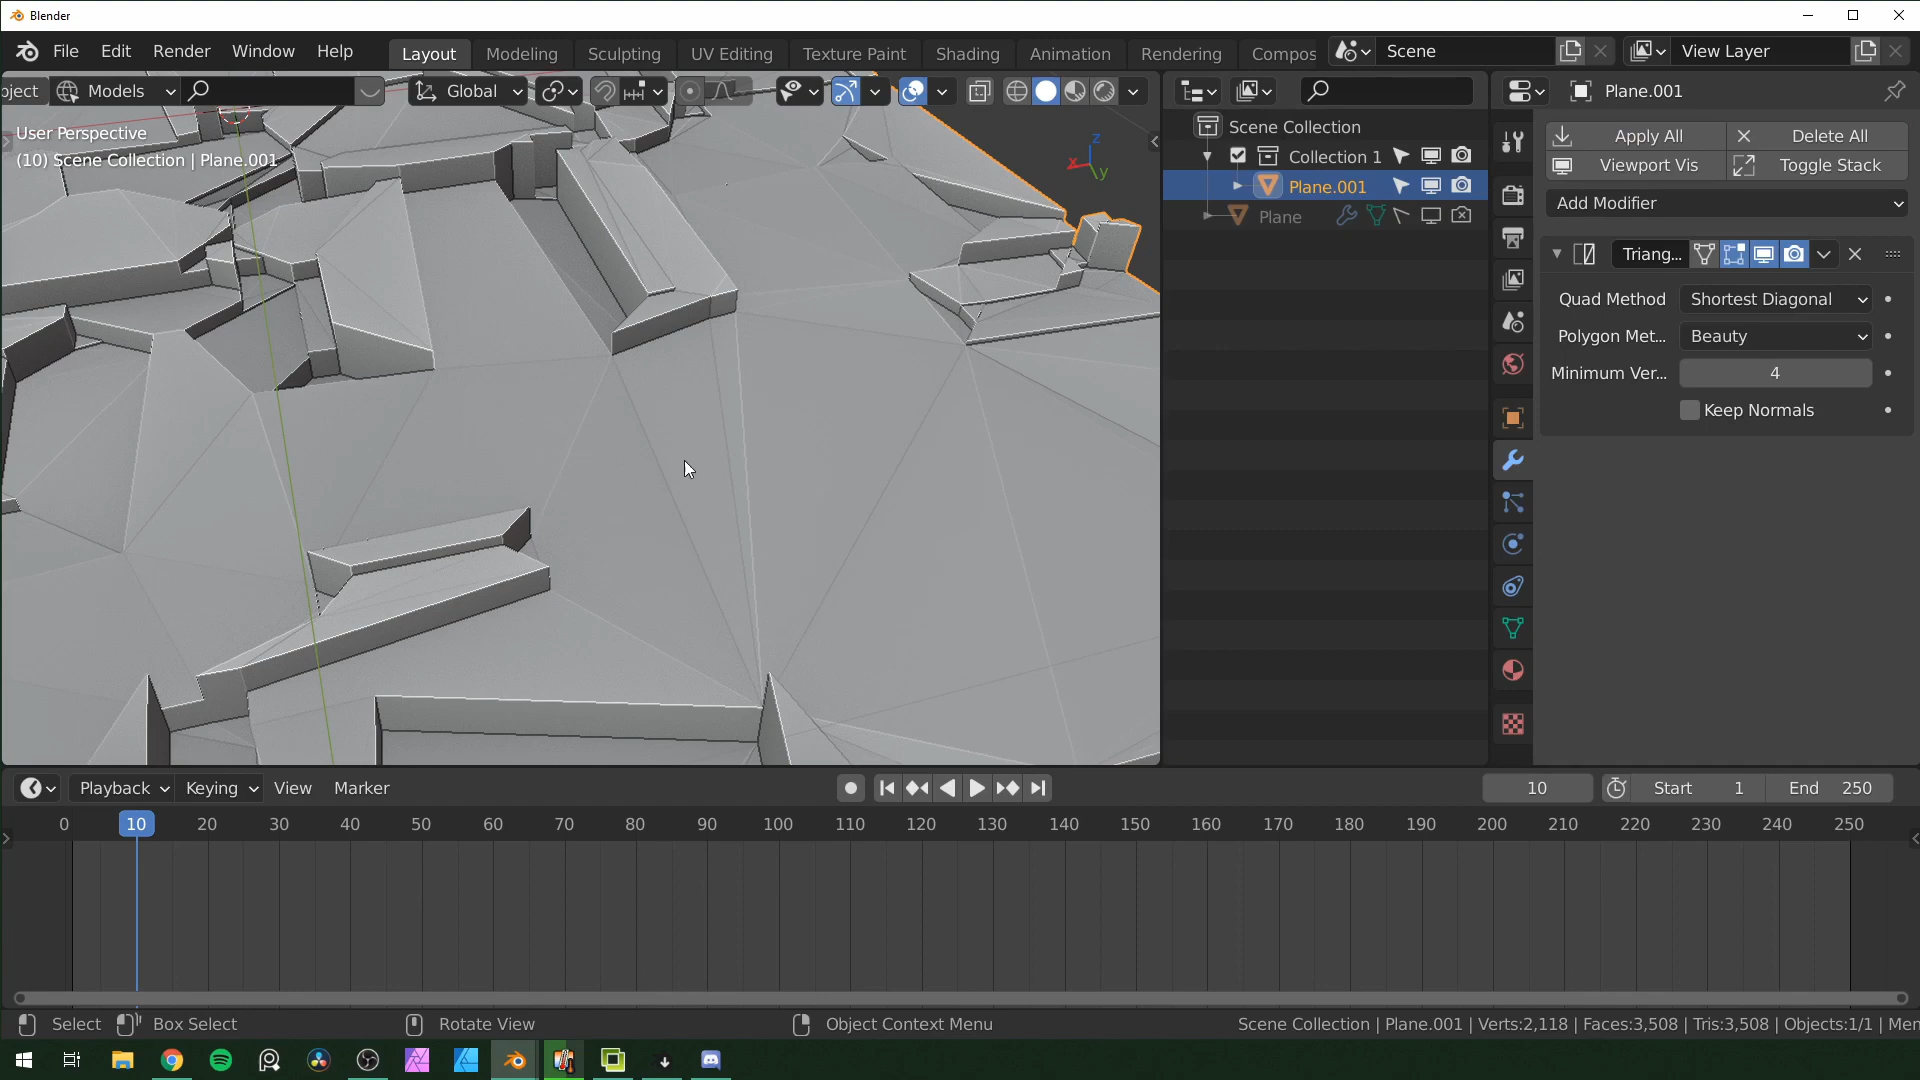 Blender
File Edit Render Window Help
Layout Modeling Sculpting UV Editing Texture Paint Shading Animation Rendering Compos
Scene
View Layer
oject Models Global
User Perspective
(10) Scene Collection | Plane.001
z
x
y
Scene Collection
Collection 1
Plane.001
Plane
Plane.001
Apply All Delete All
Viewport Vis Toggle Stack
Add Modifier
Triang...
Quad Method Shortest Diagonal
Polygon Met... Beauty
Minimum Ver... 4
Keep Normals
Playback Keying View Marker
10 Start 1 End 250
0 10 20 30 40 50 60 70 80 90 100 110 120 130 140 150 160 170 180 190 200 210 220 230 240 250
Select Box Select Rotate View Object Context Menu
Scene Collection | Plane.001 | Verts:2,118 | Faces:3,508 | Tris:3,508 | Objects:1/1 | Men